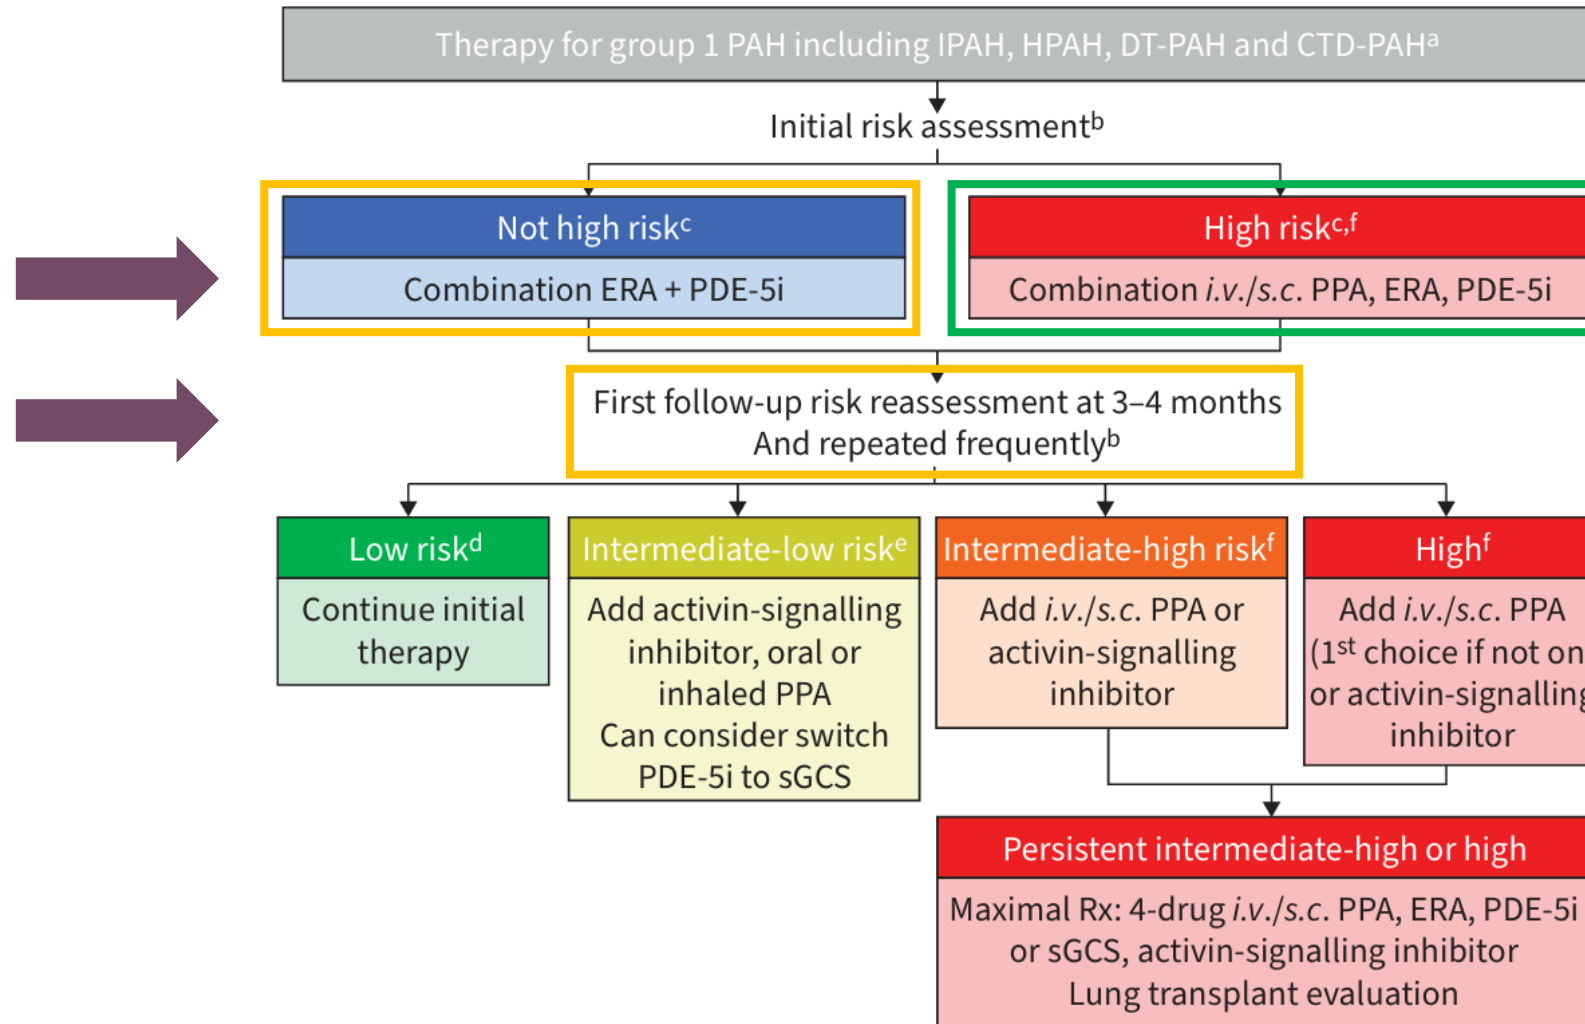 Therapy for group 1 PAH including IPAH, HPAH, DT-PAH and CTD-PAHᵃ
Initial risk assessmentᵇ
Not high riskᶜ
Combination ERA + PDE-5i
High riskᶜ,ᶠ
Combination i.v./s.c. PPA, ERA, PDE-5i
First follow-up risk reassessment at 3–4 months
And repeated frequentlyᵇ
Low riskᵈ
Continue initial
therapy
Intermediate-low riskᵉ
Add activin-signalling
inhibitor, oral or
inhaled PPA
Can consider switch
PDE-5i to sGCS
Intermediate-high riskᶠ
Add i.v./s.c. PPA or
activin-signalling
inhibitor
Highᶠ
Add i.v./s.c. PPA
(1ˢᵗ choice if not on
or activin-signalling
inhibitor
Persistent intermediate-high or high
Maximal Rx: 4-drug i.v./s.c. PPA, ERA, PDE-5i
or sGCS, activin-signalling inhibitor
Lung transplant evaluation